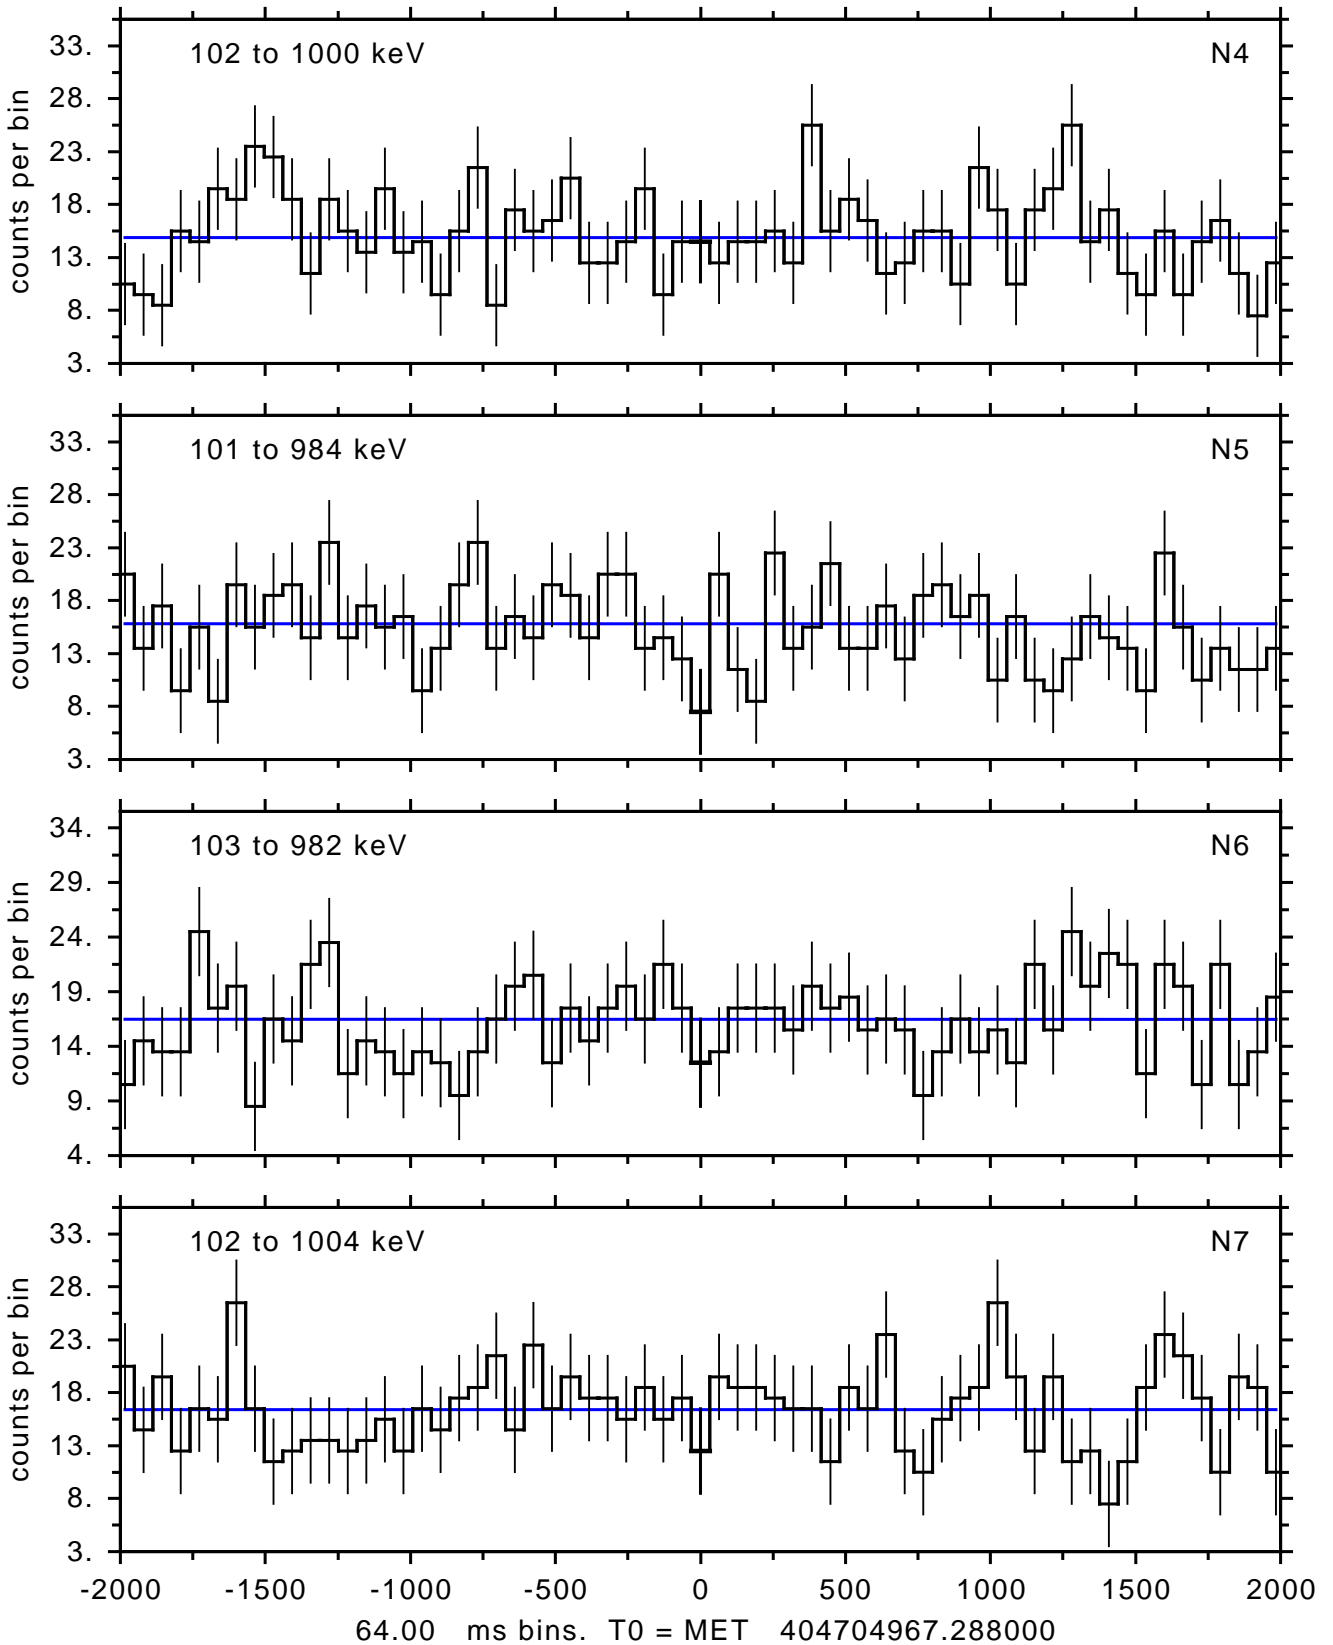 102 to 1000 keV N4
counts per bin
33.
28.
23.
18.
13.
8.
3.
101 to 984 keV N5
counts per bin
33.
28.
23.
18.
13.
8.
3.
103 to 982 keV N6
counts per bin
34.
29.
24.
19.
14.
9.
4.
102 to 1004 keV N7
counts per bin
33.
28.
23.
18.
13.
8.
3.
-2000 -1500 -1000 -500 0 500 1000 1500 2000
64.00 ms bins. T0 = MET 404704967.288000